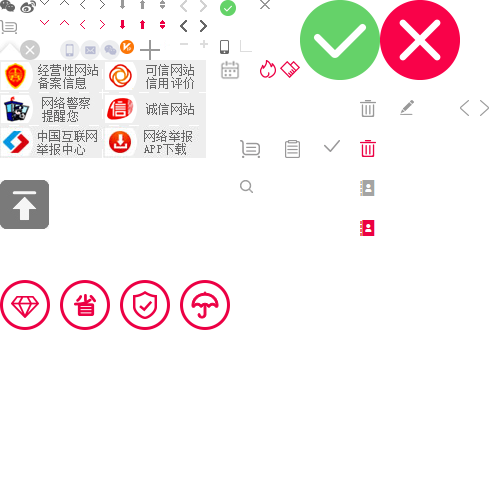 经营性网站
备案信息
可信网站
信用评价
网络警察
提醒您
诚信网站
中国互联网
举报中心
网络举报
APP下载
省